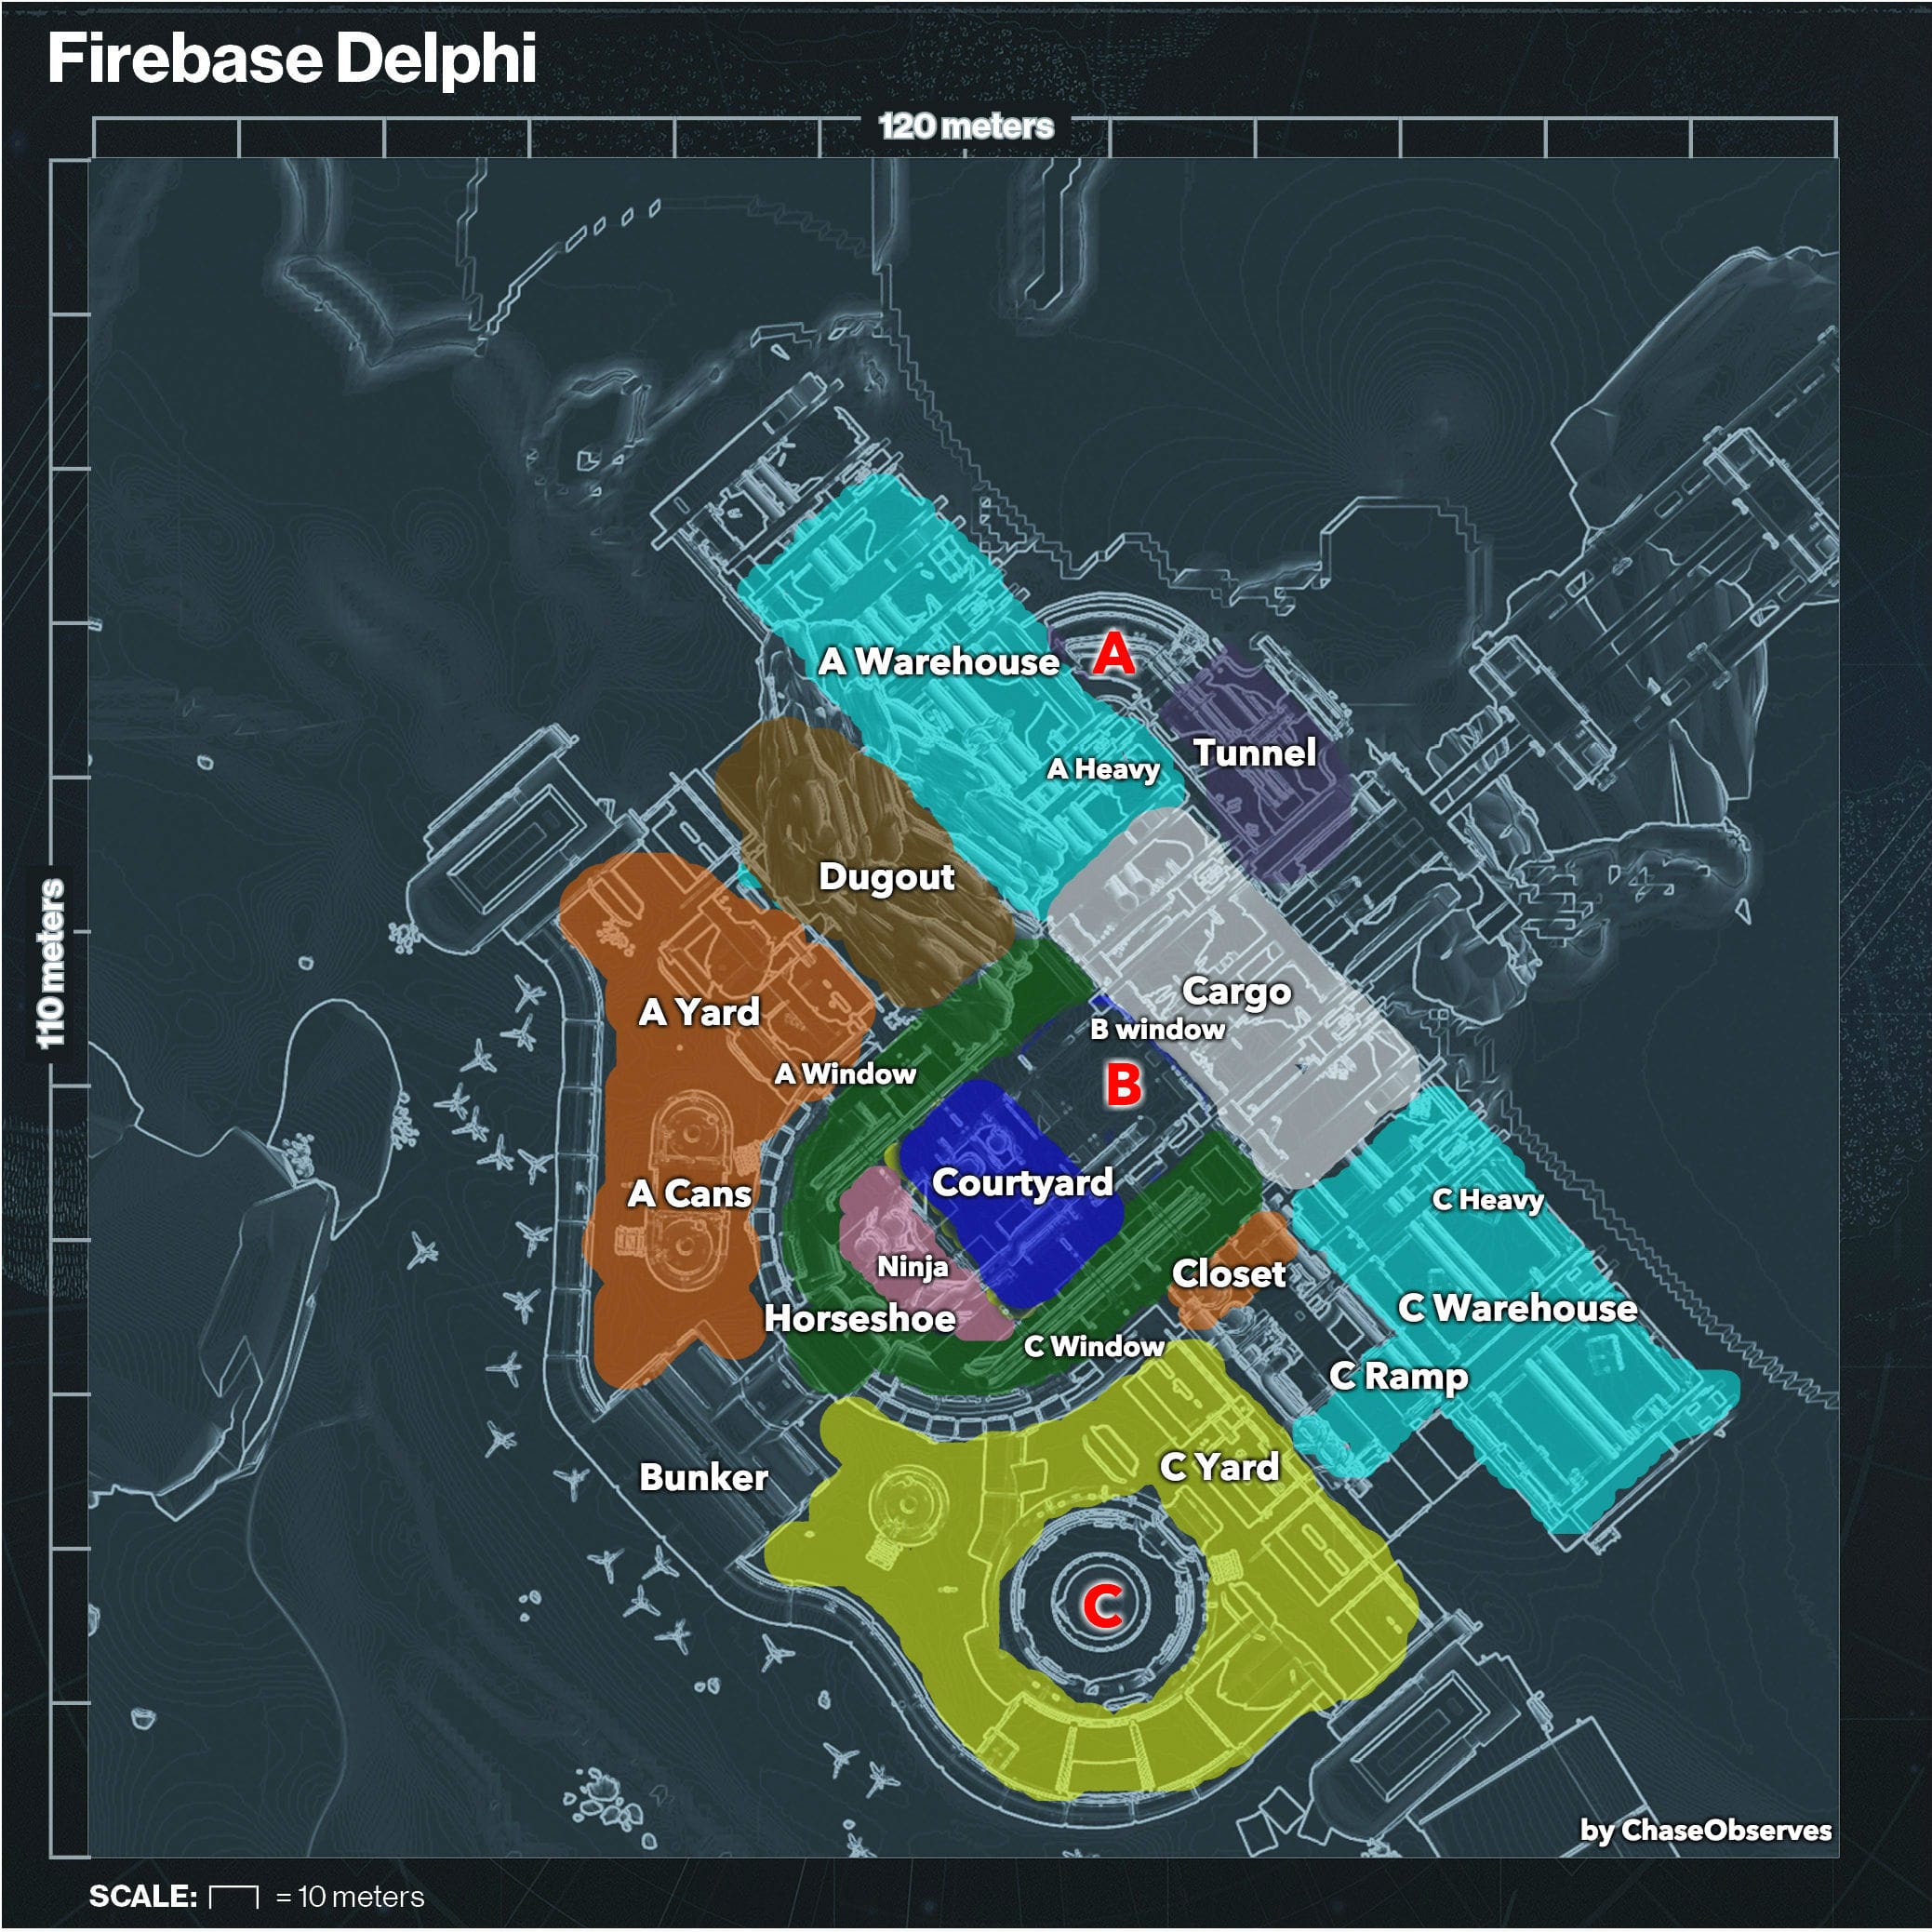 Firebase Delphi
120 meters
110 meters
A
A Warehouse
Tunnel
A Heavy
Dugout
Cargo
A Yard
B window
A Window
B
Courtyard
A Cans
C Heavy
Ninja
Closet
C Warehouse
Horseshoe
C Window
C Ramp
C Yard
Bunker
C
by ChaseObserves
SCALE: = 10 meters